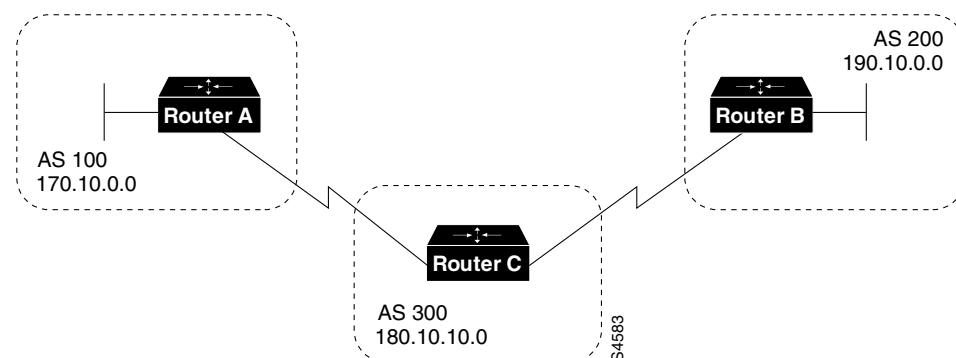 Router A
AS 100
170.10.0.0
AS 200
190.10.0.0
Router B
Router C
AS 300
180.10.10.0
S4583